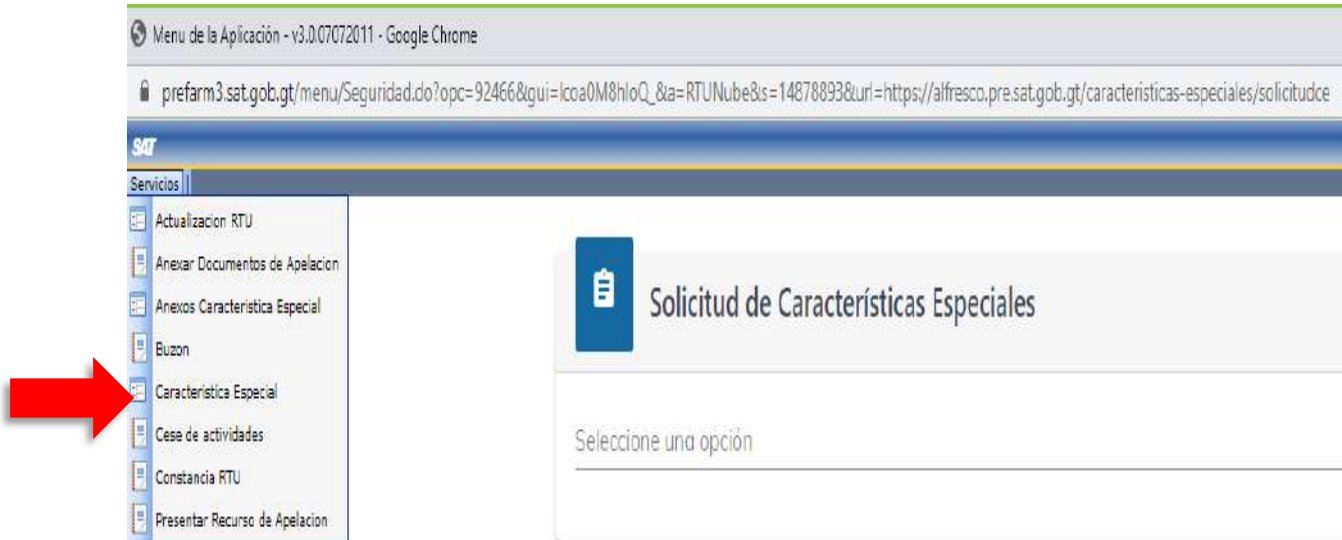 Menu de la Aplicación - v3.0.07072011 - Google Chrome
prefarm3.sat.gob.gt/menu/Seguridad.do?opc=92466&gui=lcoa0M8hIoQ_&a=RTUNube&s=14878893&url=https://alfresco.pre.sat.gob.gt/caracteristicas-especiales/solicitudce
SAT
Servicios
Actualizacion RTU
Anexar Documentos de Apelacion
Anexos Caracteristica Especial
Buzon
Caracteristica Especial
Cese de actividades
Constancia RTU
Presentar Recurso de Apelacion
Solicitud de Características Especiales
Seleccione una opción